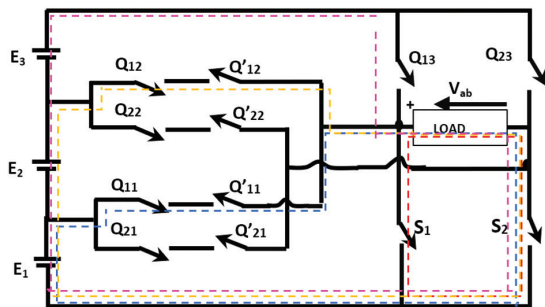 E3
Q12
Q'12
Q13
Q23
Vab
+
Q22
Q'22
LOAD
E2
Q11
Q'11
S1
S2
Q21
Q'21
E1